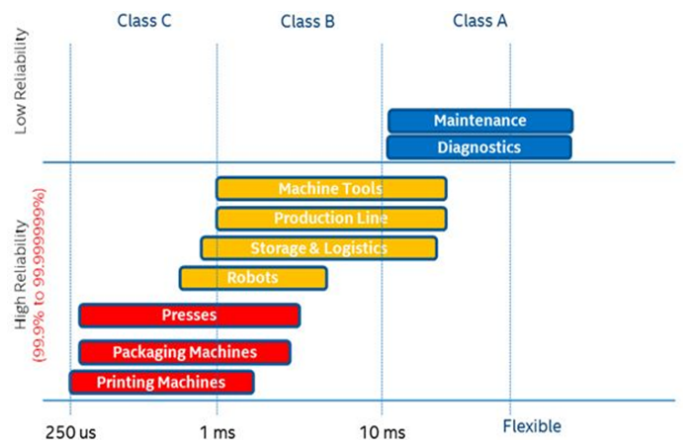 Class C
Class B
Class A
Low Reliability
Maintenance
Diagnostics
High Reliability
(99.9% to 99.999999%)
Machine Tools
Production Line
Storage & Logistics
Robots
Presses
Packaging Machines
Printing Machines
250 us
1 ms
10 ms
Flexible